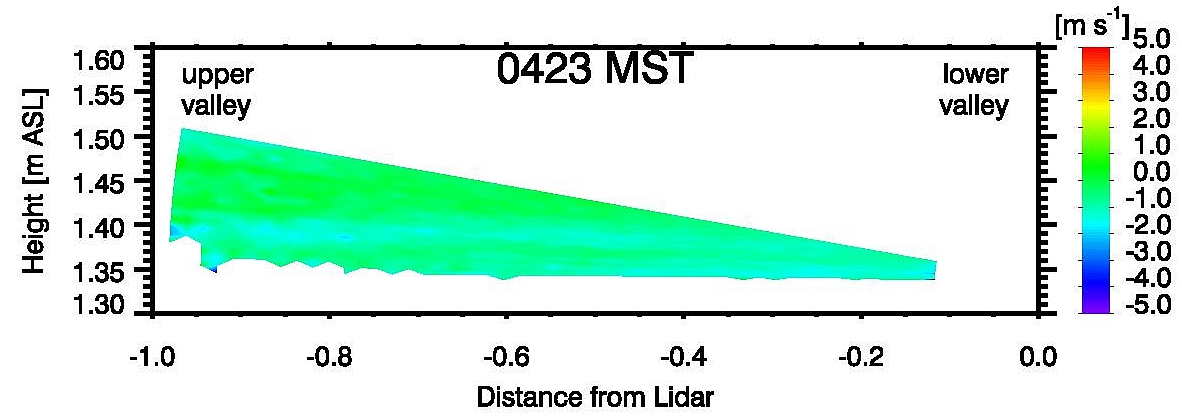 [m s-1]
0423 MST
upper
valley
lower
valley
Height [m ASL]
1.60
1.55
1.50
1.45
1.40
1.35
1.30
-1.0 -0.8 -0.6 -0.4 -0.2 0.0
Distance from Lidar
5.0
4.0
3.0
2.0
1.0
0.0
-1.0
-2.0
-3.0
-4.0
-5.0